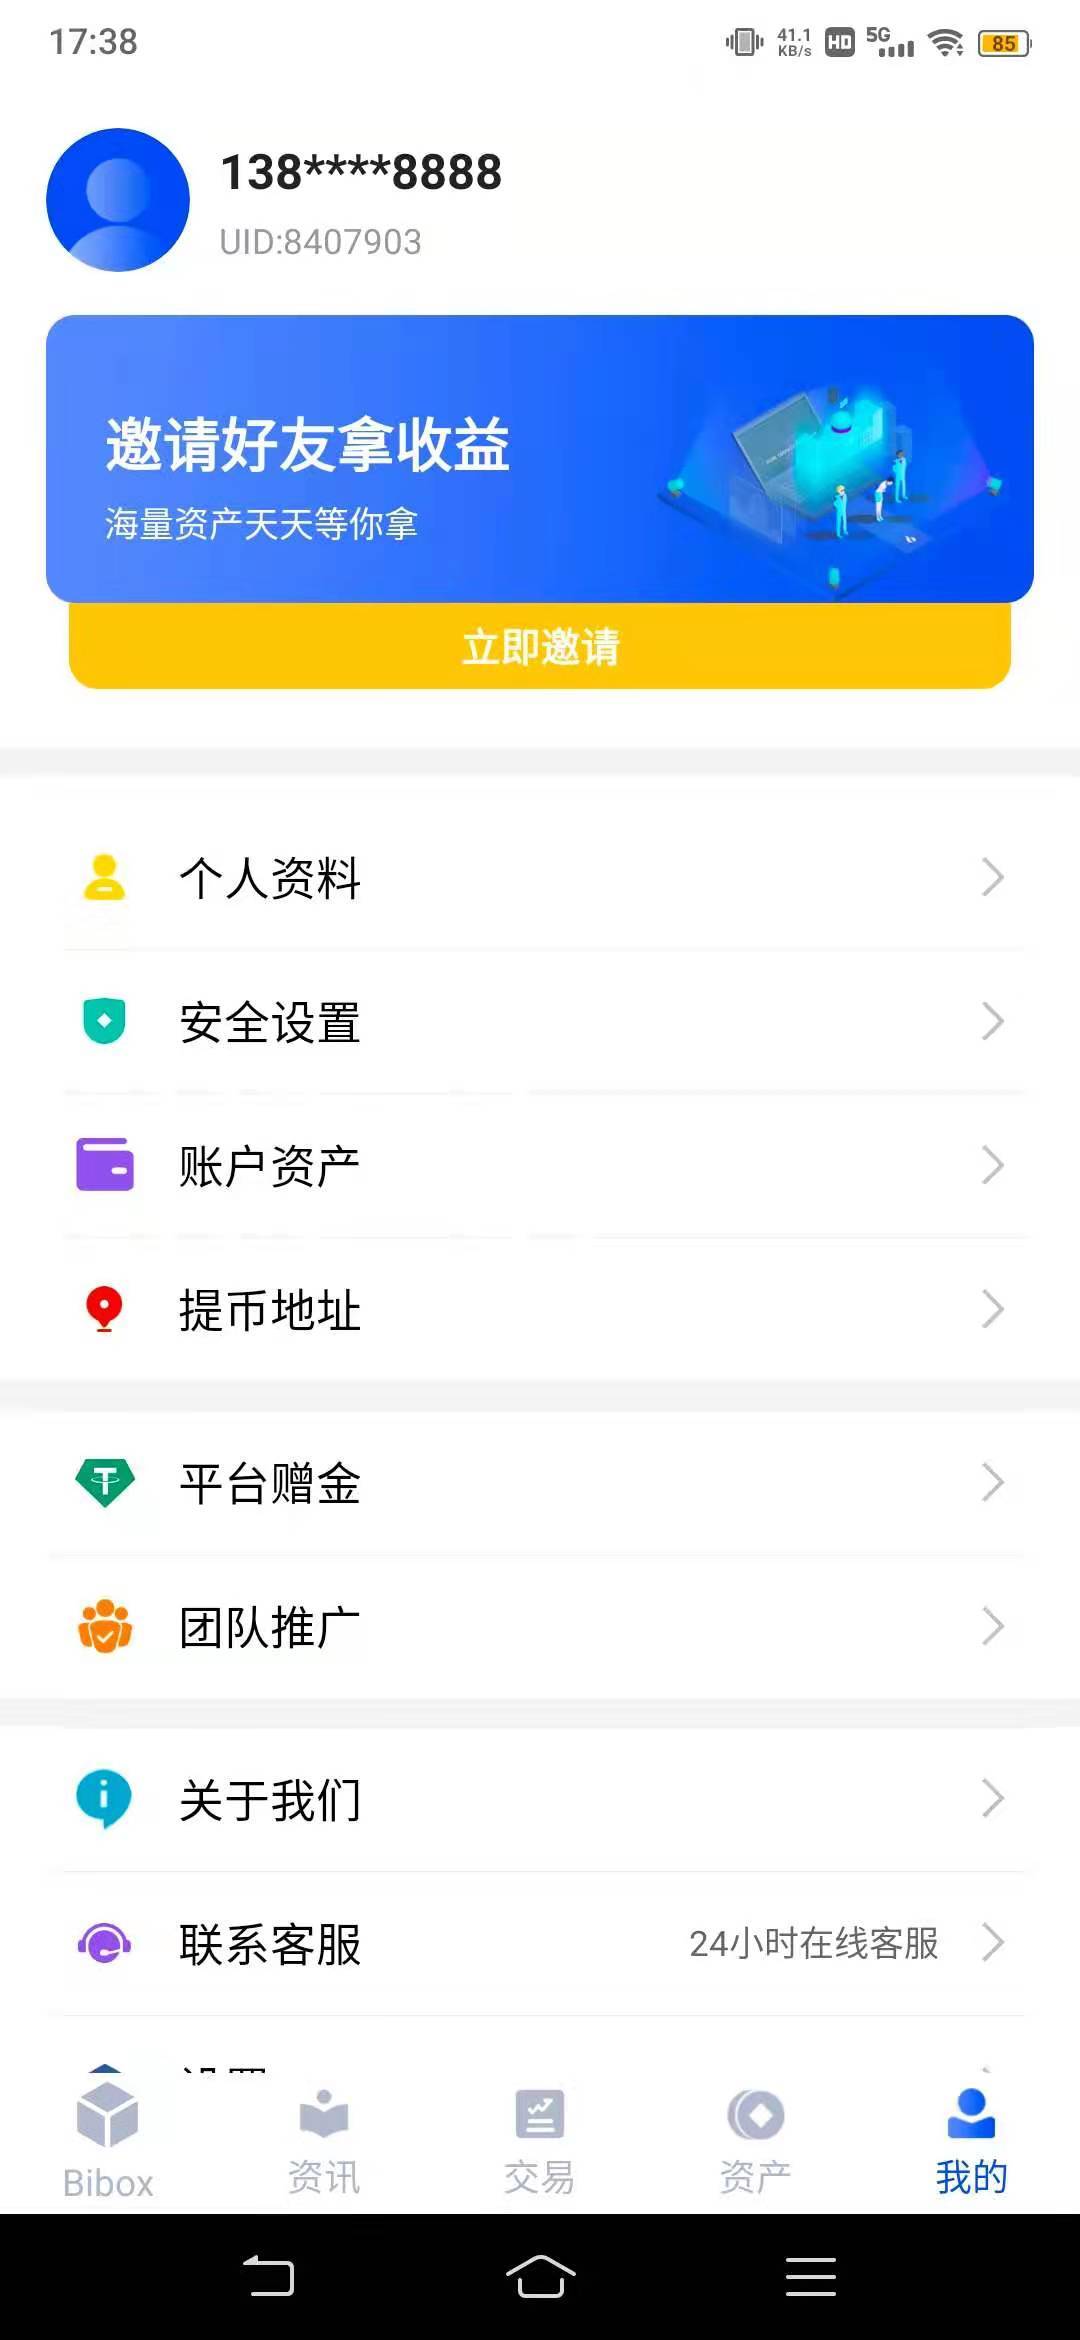 17:38
41.1 KB/s HD 5G 85
138****8888
UID:8407903
邀请好友拿收益
海量资产天天等你拿
立即邀请
个人资料
安全设置
账户资产
提币地址
平台赠金
团队推广
关于我们
联系客服 24小时在线客服
Bibox 资讯 交易 资产 我的